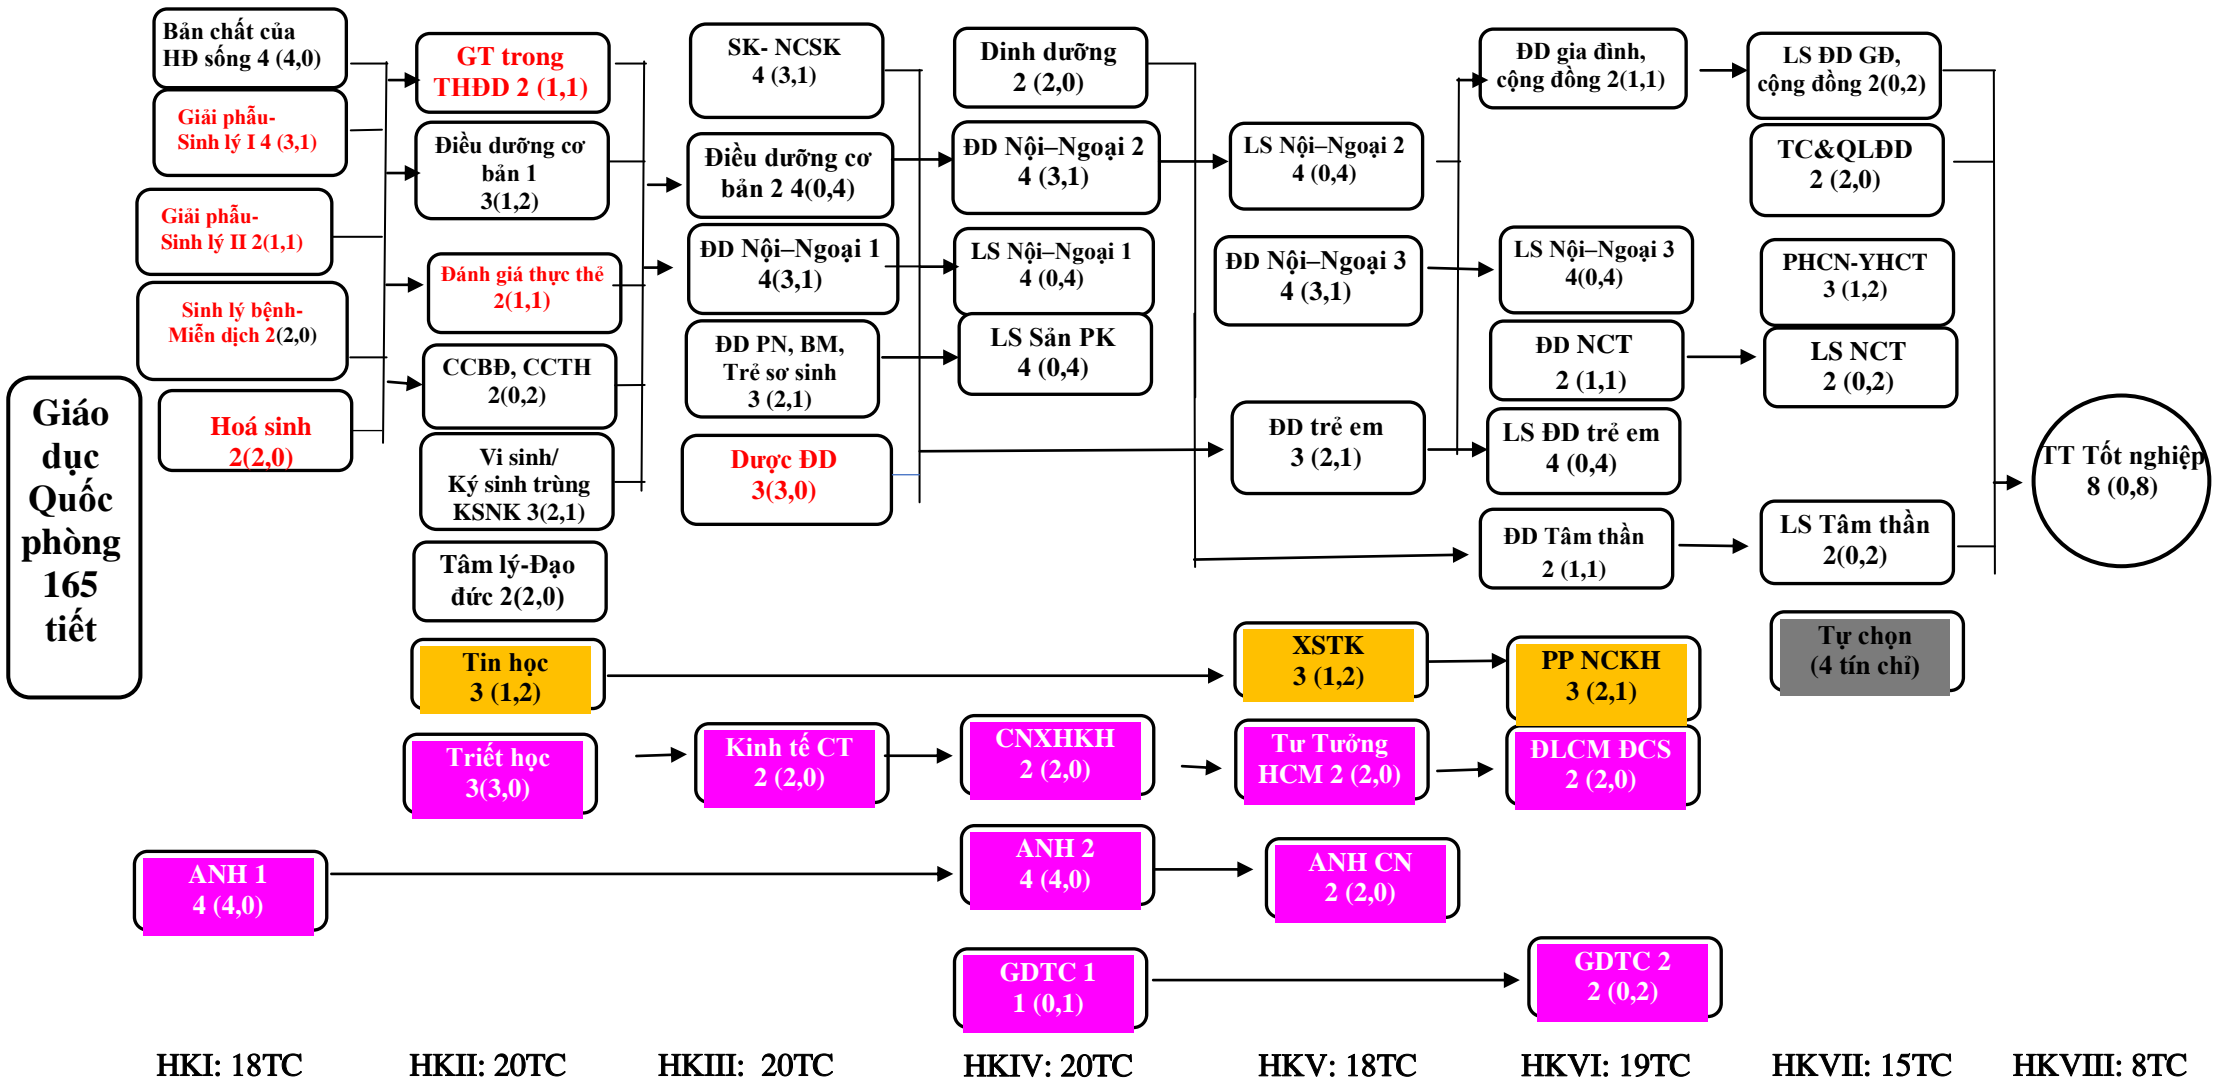 Giáo
dục
Quốc
phòng
165
tiết
Bản chất của
HĐ sống 4 (4,0)
Giải phẫu-
Sinh lý I 4 (3,1)
Giải phẫu-
Sinh lý II 2(1,1)
Sinh lý bệnh-
Miễn dịch 2(2,0)
Hoá sinh
2(2,0)
ANH 1
4 (4,0)
GT trong
THĐD 2 (1,1)
Điều dưỡng cơ
bản 1
3(1,2)
Đánh giá thực thẻ
2(1,1)
CCBĐ, CCTH
2(0,2)
Vi sinh/
Ký sinh trùng
KSNK 3(2,1)
Tâm lý-Đạo
đức 2(2,0)
Tin học
3 (1,2)
Triết học
3(3,0)
SK- NCSK
4 (3,1)
Điều dưỡng cơ
bản 2 4(0,4)
ĐD Nội–Ngoại 1
4(3,1)
ĐD PN, BM,
Trẻ sơ sinh
3 (2,1)
Dược ĐD
3(3,0)
Kinh tế CT
2 (2,0)
Dinh dưỡng
2 (2,0)
ĐD Nội–Ngoại 2
4 (3,1)
LS Nội–Ngoại 1
4 (0,4)
LS Sản PK
4 (0,4)
CNXHKH
2 (2,0)
ANH 2
4 (4,0)
GDTC 1
1 (0,1)
LS Nội–Ngoại 2
4 (0,4)
ĐD Nội–Ngoại 3
4 (3,1)
ĐD trẻ em
3 (2,1)
XSTK
3 (1,2)
Tư Tưởng
HCM 2 (2,0)
ANH CN
2 (2,0)
ĐD gia đình,
cộng đồng 2(1,1)
LS Nội–Ngoại 3
4(0,4)
ĐD NCT
2 (1,1)
LS ĐD trẻ em
4 (0,4)
ĐD Tâm thần
2 (1,1)
PP NCKH
3 (2,1)
ĐLCM ĐCS
2 (2,0)
GDTC 2
2 (0,2)
LS ĐD GĐ,
cộng đồng 2(0,2)
TC&QLĐD
2 (2,0)
PHCN-YHCT
3 (1,2)
LS NCT
2 (0,2)
LS Tâm thần
2(0,2)
Tự chọn
(4 tín chỉ)
TT Tốt nghiệp
8 (0,8)
HKI: 18TC
HKII: 20TC
HKIII: 20TC
HKIV: 20TC
HKV: 18TC
HKVI: 19TC
HKVII: 15TC
HKVIII: 8TC